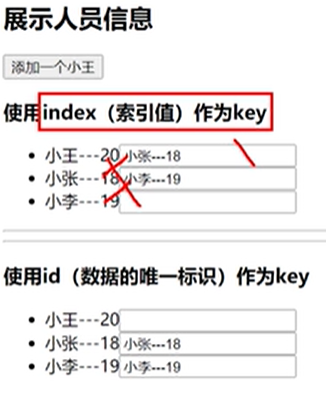 展示人员信息
添加一个小王
使用index（索引值）作为key
小王---20 小张---18
小张---18 小李---19
小李---19
使用id（数据的唯一标识）作为key
小王---20
小张---18 小张---18
小李---19 小李---19